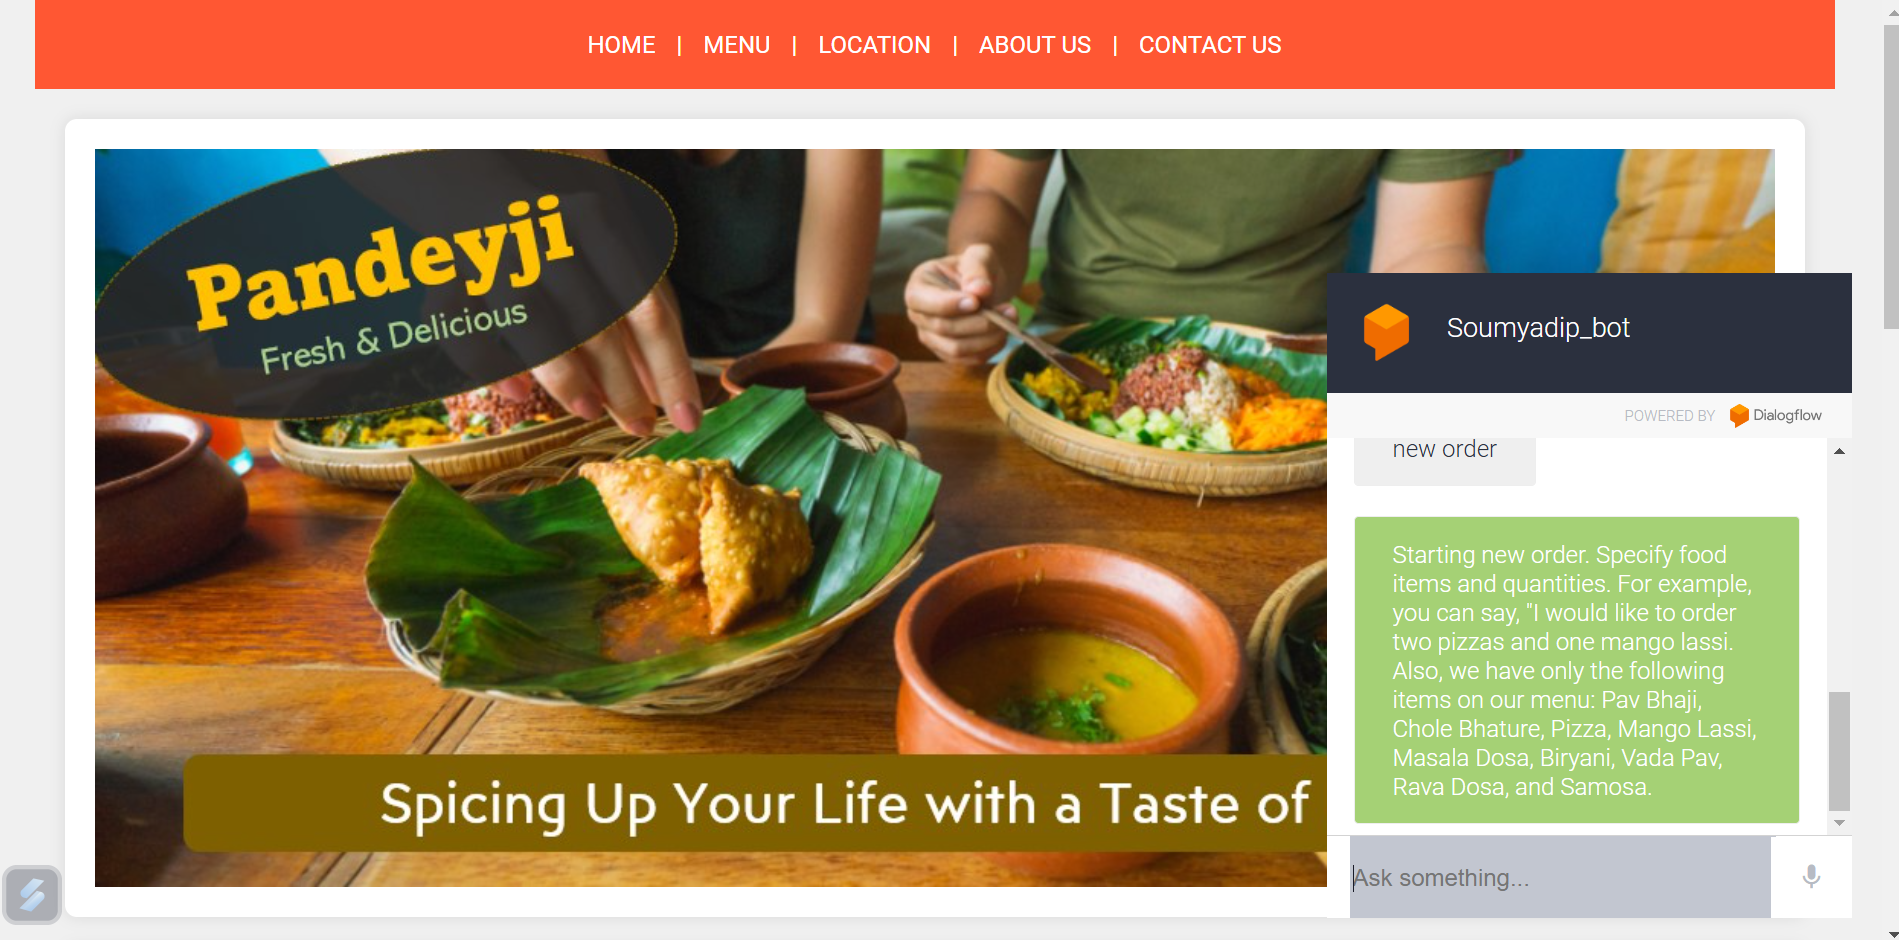 HOME | MENU | LOCATION | ABOUT US | CONTACT US
Pandeyji
Fresh & Delicious
Spicing Up Your Life with a Taste of
Soumyadip_bot
POWERED BY Dialogflow
new order
Starting new order. Specify food
items and quantities. For example,
you can say, "I would like to order
two pizzas and one mango lassi.
Also, we have only the following
items on our menu: Pav Bhaji,
Chole Bhature, Pizza, Mango Lassi,
Masala Dosa, Biryani, Vada Pav,
Rava Dosa, and Samosa.
Ask something...